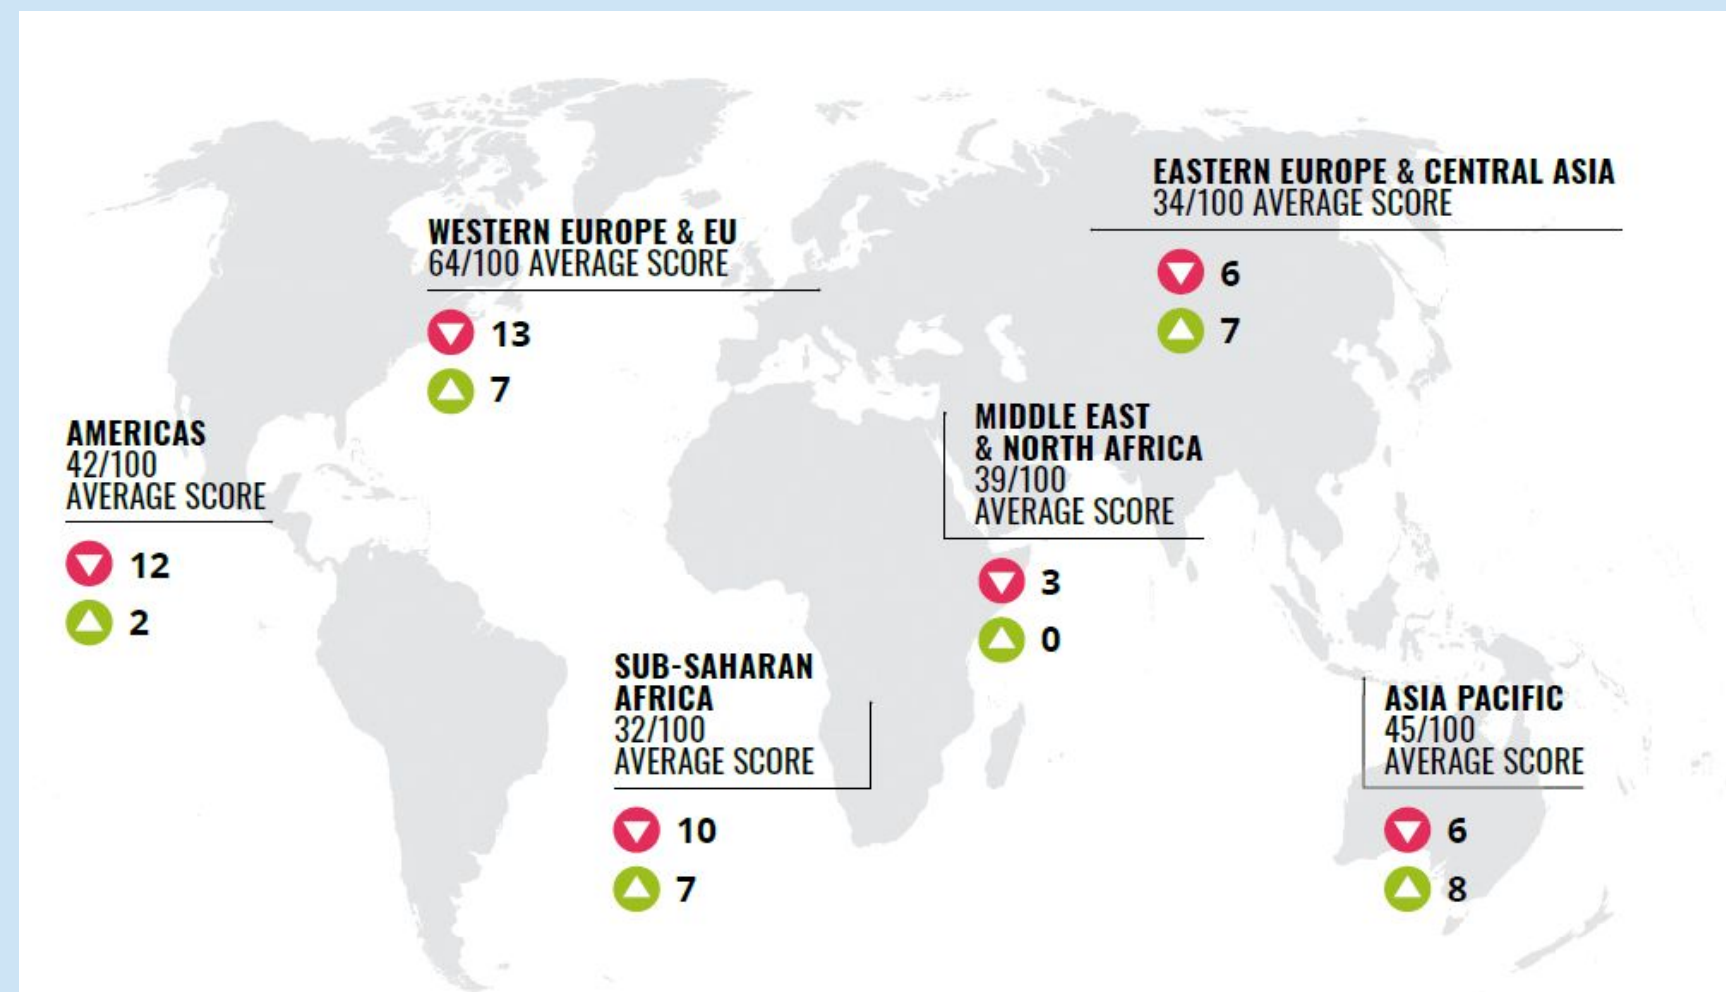 EASTERN EUROPE & CENTRAL ASIA
34/100 AVERAGE SCORE
6
7
WESTERN EUROPE & EU
64/100 AVERAGE SCORE
13
7
AMERICAS
42/100
AVERAGE SCORE
12
2
MIDDLE EAST
& NORTH AFRICA
39/100
AVERAGE SCORE
3
0
SUB-SAHARAN
AFRICA
32/100
AVERAGE SCORE
10
7
ASIA PACIFIC
45/100
AVERAGE SCORE
6
8